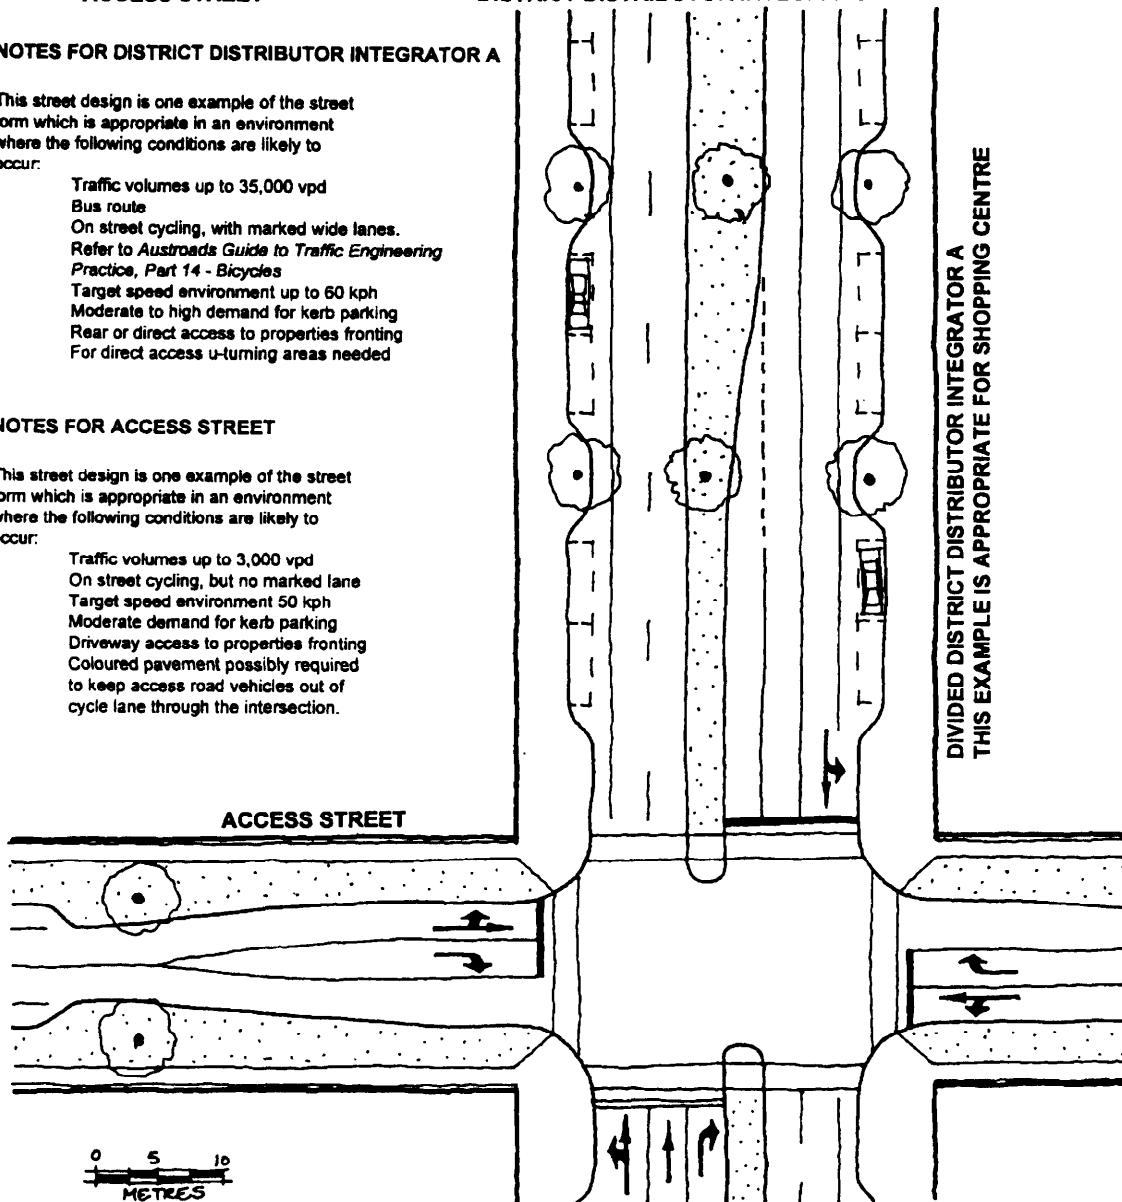 NOTES FOR DISTRICT DISTRIBUTOR INTEGRATOR A
This street design is one example of the street
form which is appropriate in an environment
where the following conditions are likely to
occur:
Traffic volumes up to 35,000 vpd
Bus route
On street cycling, with marked wide lanes.
Refer to Austroads Guide to Traffic Engineering
Practice, Part 14 - Bicycles
Target speed environment up to 60 kph
Moderate to high demand for kerb parking
Rear or direct access to properties fronting
For direct access u-turning areas needed
NOTES FOR ACCESS STREET
This street design is one example of the street
form which is appropriate in an environment
where the following conditions are likely to
occur:
Traffic volumes up to 3,000 vpd
On street cycling, but no marked lane
Target speed environment 50 kph
Moderate demand for kerb parking
Driveway access to properties fronting
Coloured pavement possibly required
to keep access road vehicles out of
cycle lane through the intersection.
DIVIDED DISTRICT DISTRIBUTOR INTEGRATOR A
THIS EXAMPLE IS APPROPRIATE FOR SHOPPING CENTRE
ACCESS STREET
0 5 10
METRES